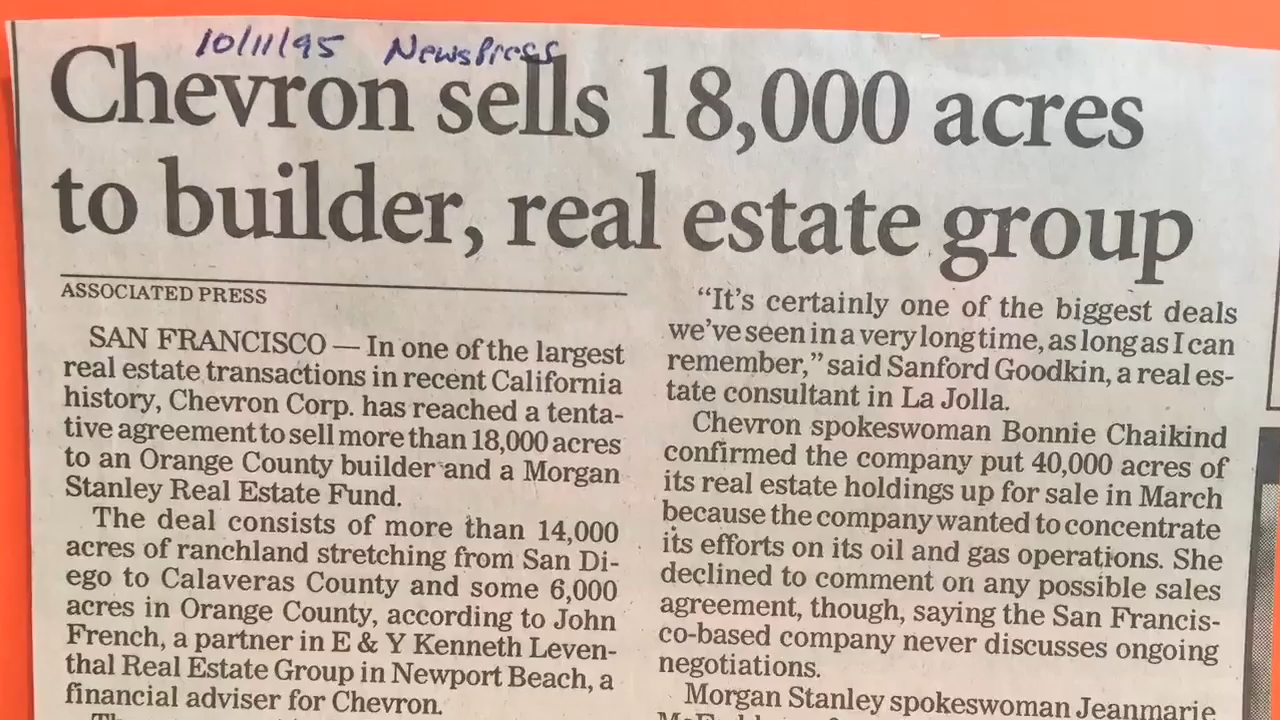 10/11/95 NewsPress
Chevron sells 18,000 acres
to builder, real estate group
ASSOCIATED PRESS
SAN FRANCISCO — In one of the largest
real estate transactions in recent California
history, Chevron Corp. has reached a tenta-
tive agreement to sell more than 18,000 acres
to an Orange County builder and a Morgan
Stanley Real Estate Fund.
The deal consists of more than 14,000
acres of ranchland stretching from San Di-
ego to Calaveras County and some 6,000
acres in Orange County, according to John
French, a partner in E & Y Kenneth Leven-
thal Real Estate Group in Newport Beach, a
financial adviser for Chevron.
“It's certainly one of the biggest deals
we've seen in a very long time, as long as I can
remember,” said Sanford Goodkin, a real es-
tate consultant in La Jolla.
Chevron spokeswoman Bonnie Chaikind
confirmed the company put 40,000 acres of
its real estate holdings up for sale in March
because the company wanted to concentrate
its efforts on its oil and gas operations. She
declined to comment on any possible sales
agreement, though, saying the San Francis-
co-based company never discusses ongoing
negotiations.
Morgan Stanley spokeswoman Jeanmarie